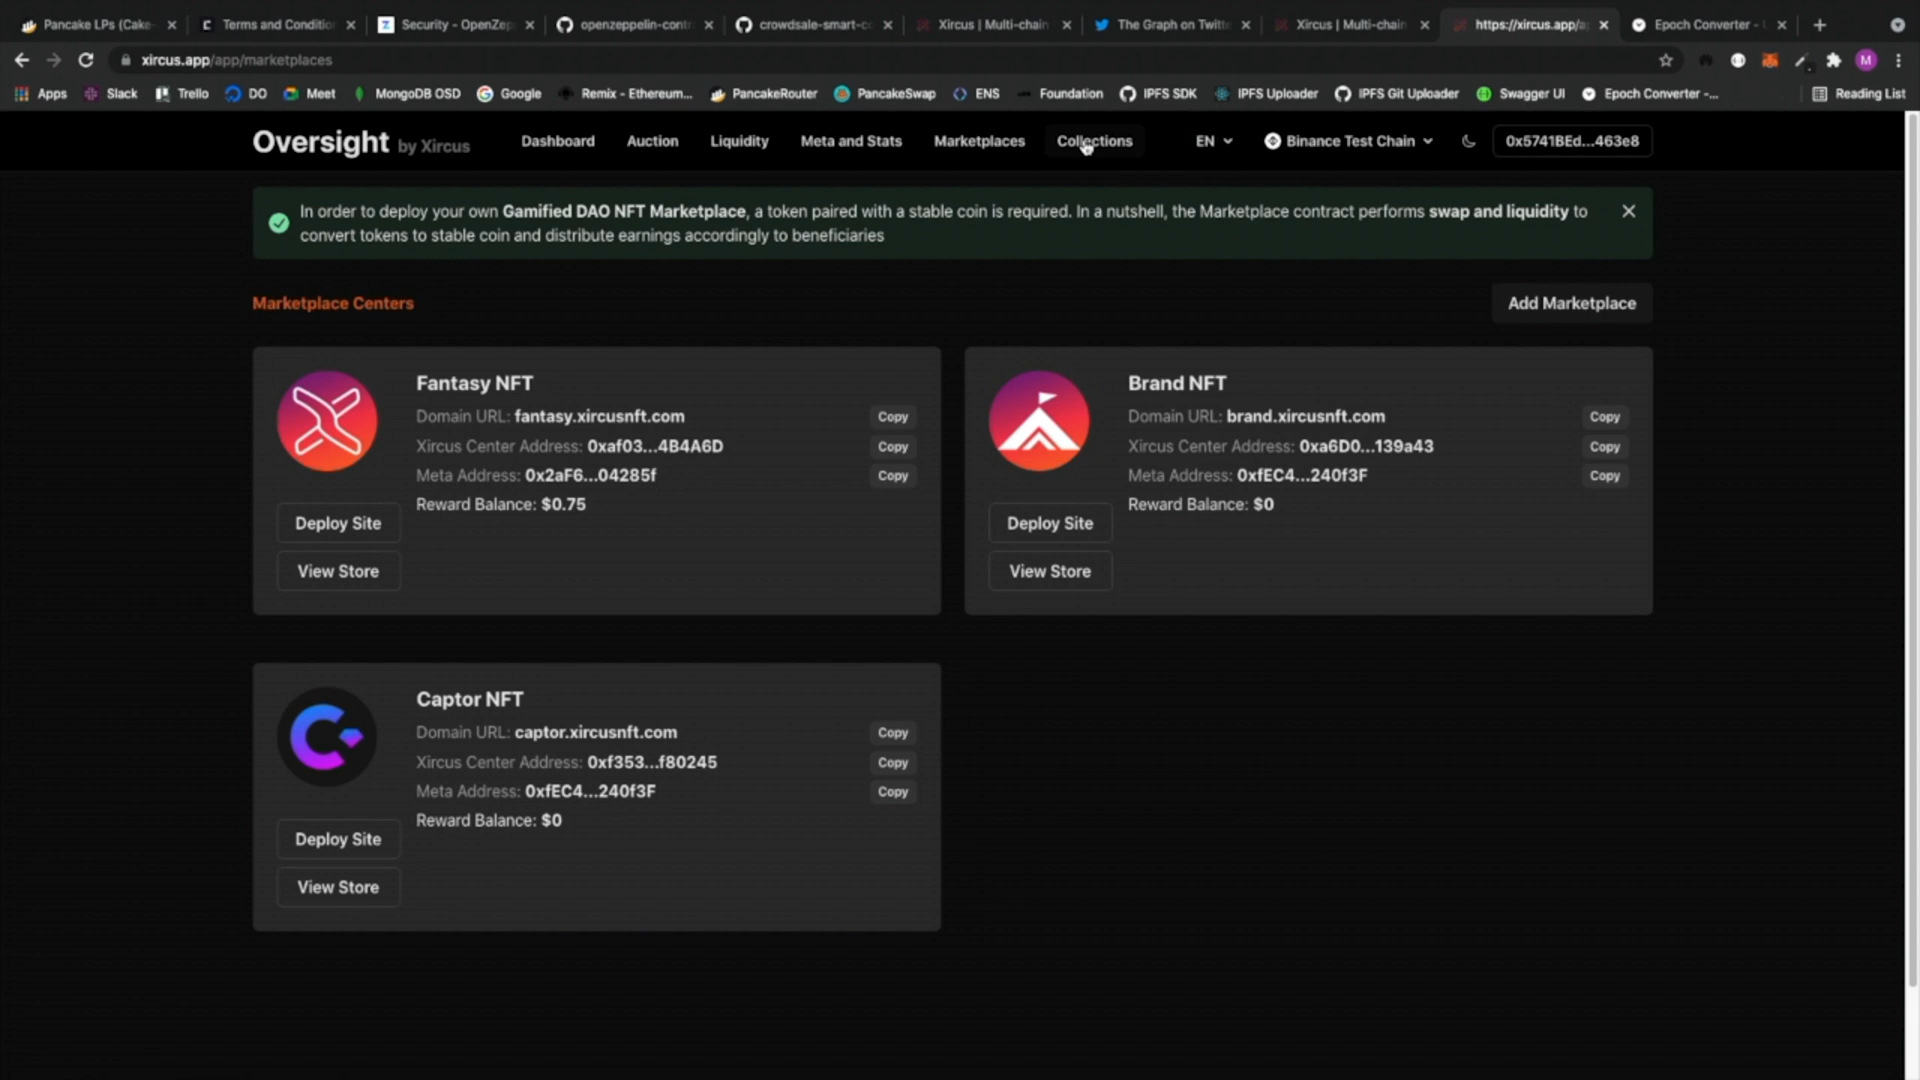 Pancake LPs (Cake-
Terms and Condition
Security - OpenZep
openzeppelin-contr
crowdsale-smart-co
Xircus | Multi-chain
The Graph on Twitte
Xircus | Multi-chain
https://xircus.app/a
Epoch Converter -
xircus.app/app/marketplaces
M
Apps
Slack
Trello
DO
Meet
MongoDB OSD
Google
Remix - Ethereum...
PancakeRouter
PancakeSwap
ENS
Foundation
IPFS SDK
IPFS Uploader
IPFS Git Uploader
Swagger UI
Epoch Converter -...
Reading List
Oversight by Xircus
Dashboard
Auction
Liquidity
Meta and Stats
Marketplaces
Collections
EN
Binance Test Chain
0x5741BEd...463e8
In order to deploy your own Gamified DAO NFT Marketplace, a token paired with a stable coin is required. In a nutshell, the Marketplace contract performs swap and liquidity to
convert tokens to stable coin and distribute earnings accordingly to beneficiaries
Marketplace Centers
Add Marketplace
Fantasy NFT
Domain URL: fantasy.xircusnft.com
Copy
Xircus Center Address: 0xaf03...4B4A6D
Copy
Meta Address: 0x2aF6...04285f
Copy
Reward Balance: $0.75
Deploy Site
View Store
Brand NFT
Domain URL: brand.xircusnft.com
Copy
Xircus Center Address: 0xa6D0...139a43
Copy
Meta Address: 0xfEC4...240f3F
Copy
Reward Balance: $0
Deploy Site
View Store
Captor NFT
Domain URL: captor.xircusnft.com
Copy
Xircus Center Address: 0xf353...f80245
Copy
Meta Address: 0xfEC4...240f3F
Copy
Reward Balance: $0
Deploy Site
View Store